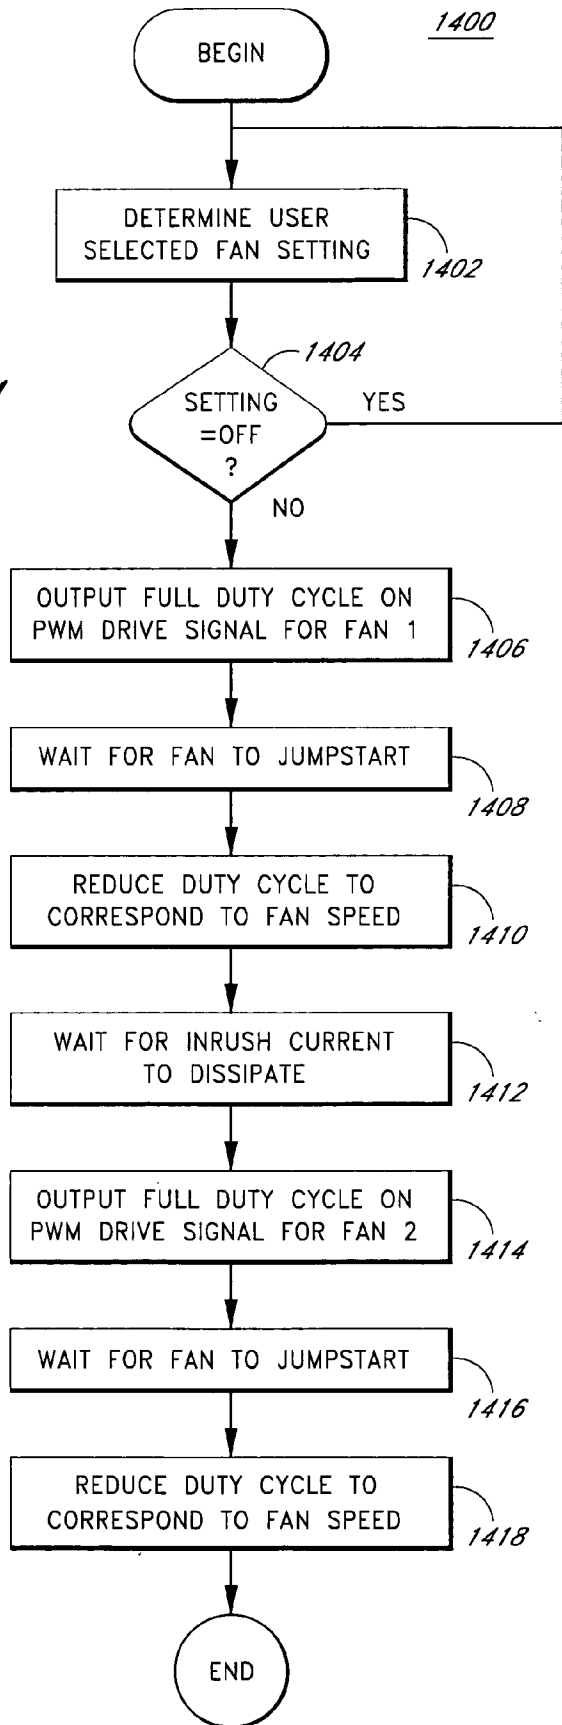 1400
BEGIN
DETERMINE USER
SELECTED FAN SETTING
1402
1404
SETTING
=OFF
?
YES
NO
OUTPUT FULL DUTY CYCLE ON
PWM DRIVE SIGNAL FOR FAN 1
1406
WAIT FOR FAN TO JUMPSTART
1408
REDUCE DUTY CYCLE TO
CORRESPOND TO FAN SPEED
1410
WAIT FOR INRUSH CURRENT
TO DISSIPATE
1412
OUTPUT FULL DUTY CYCLE ON
PWM DRIVE SIGNAL FOR FAN 2
1414
WAIT FOR FAN TO JUMPSTART
1416
REDUCE DUTY CYCLE TO
CORRESPOND TO FAN SPEED
1418
END